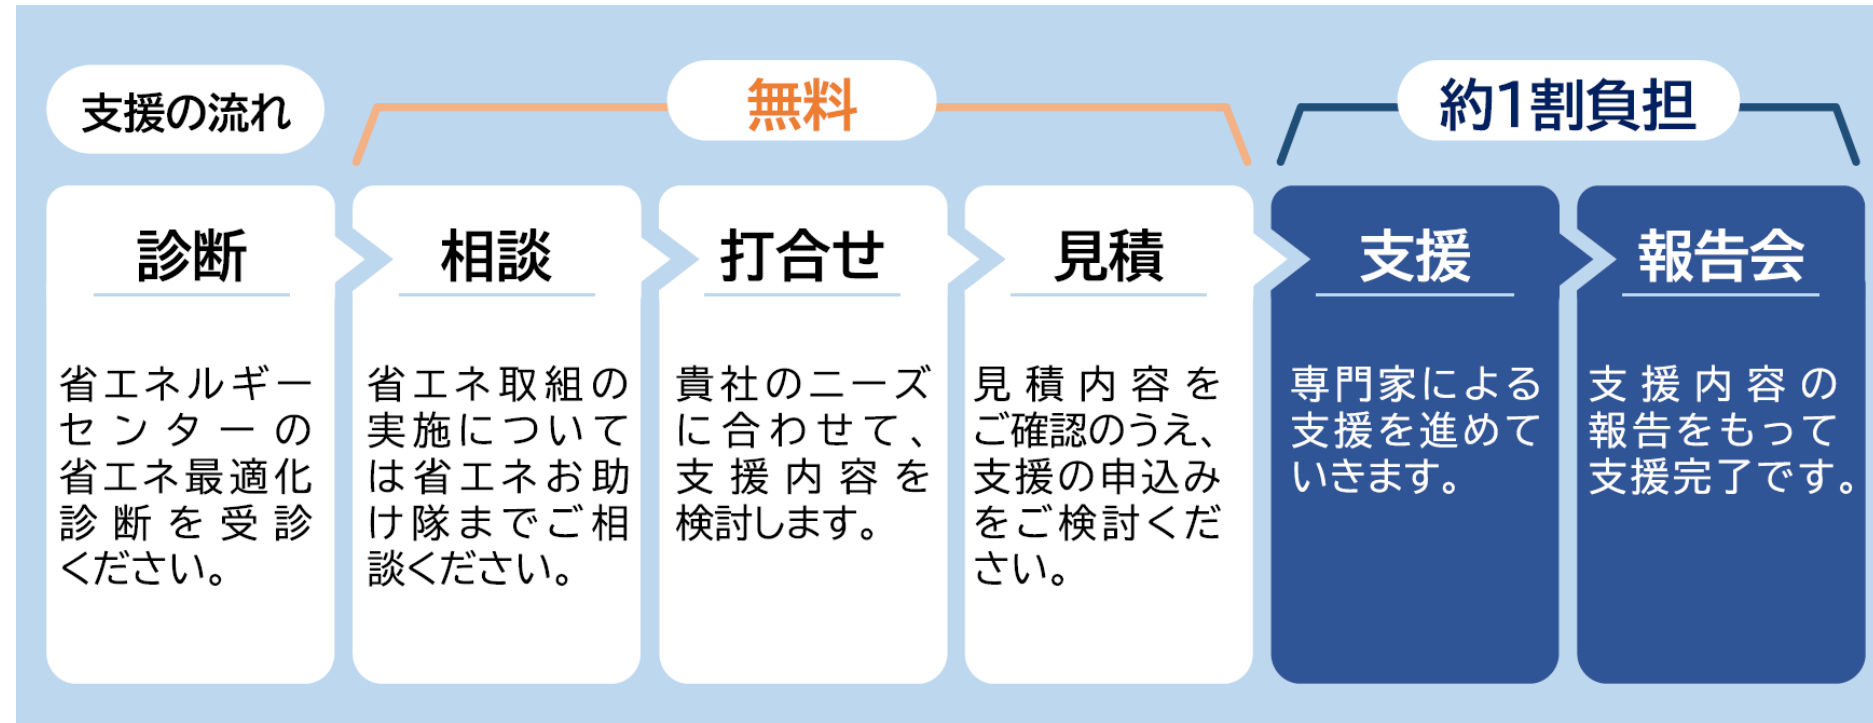 支援の流れ
無料
約1割負担
診断
省エネルギー
センターの
省エネ最適化
診断を受診
ください。
相談
省エネ取組の
実施について
は省エネお助
け隊までご相
談ください。
打合せ
貴社のニーズ
に合わせて、
支援内容を
検討します。
見積
見積内容を
ご確認のうえ、
支援の申込み
をご検討くだ
さい。
支援
専門家による
支援を進めて
いきます。
報告会
支援内容の
報告をもって
支援完了です。